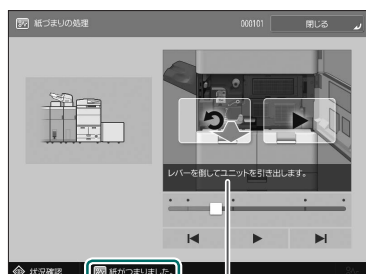 紙づまりの処理
000101
閉じる
レバーを倒してユニットを引き出します。
状況確認
紙がつまりました。